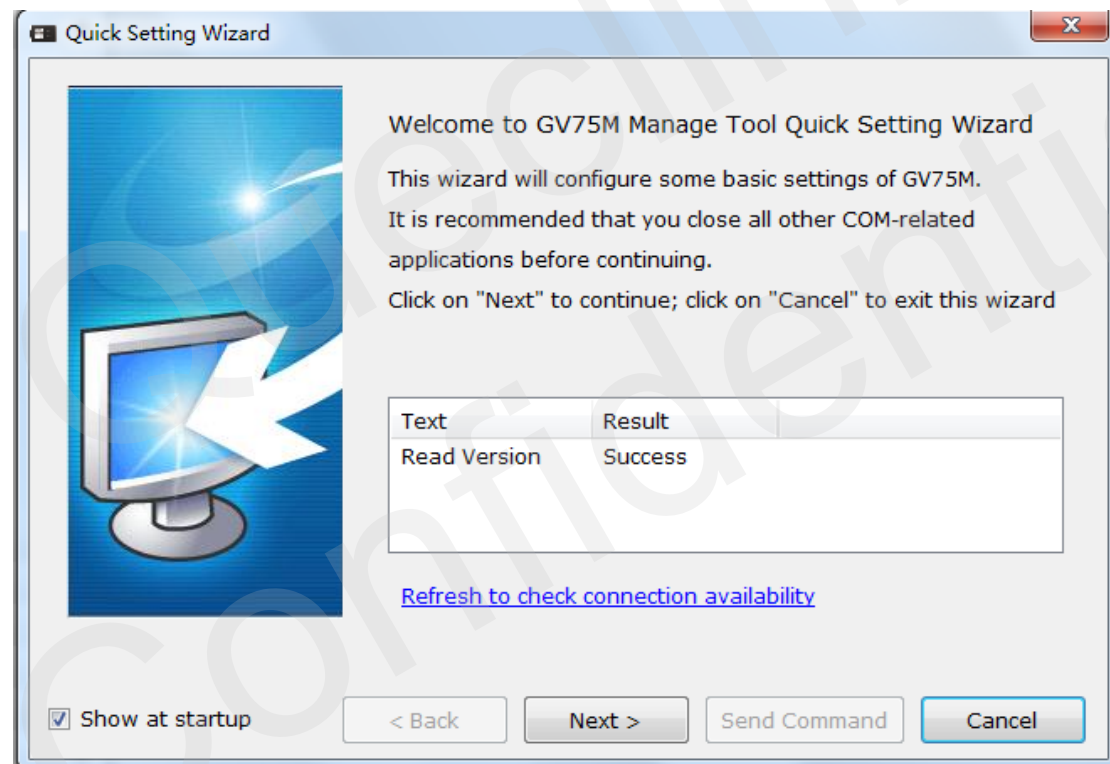 Quick Setting Wizard
Welcome to GV75M Manage Tool Quick Setting Wizard
This wizard will configure some basic settings of GV75M.
It is recommended that you close all other COM-related
applications before continuing.
Click on "Next" to continue; click on "Cancel" to exit this wizard
Text Result
Read Version Success
Refresh to check connection availability
Show at startup
< Back Next > Send Command Cancel